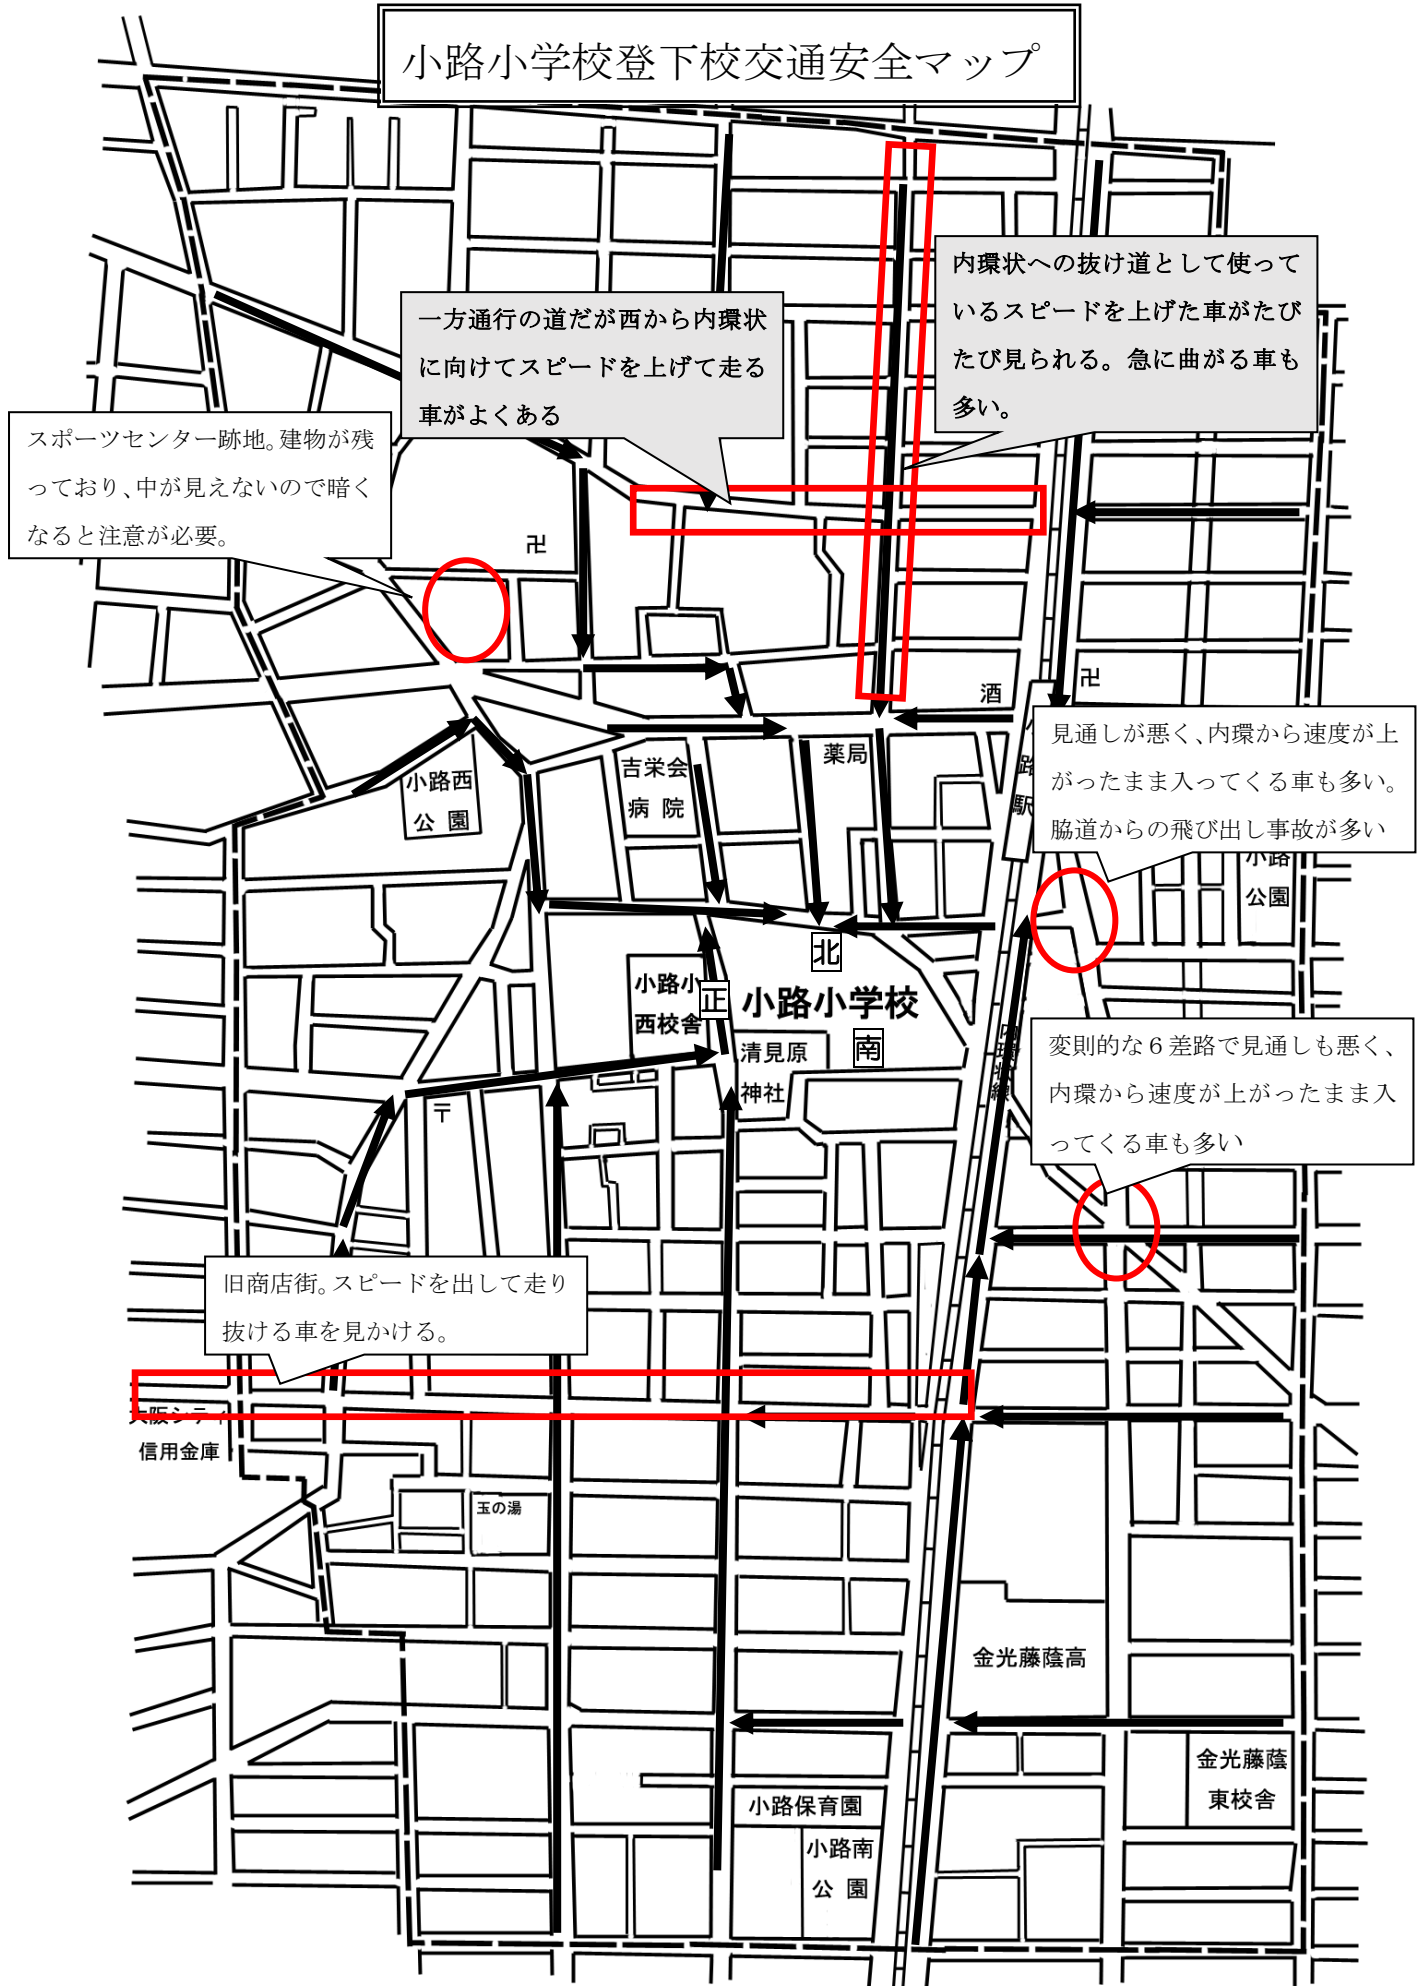 小路小学校登下校交通安全マップ
内環状への抜け道として使って
いるスピードを上げた車がたび
たび見られる。急に曲がる車も
多い。
一方通行の道だが西から内環状
に向けてスピードを上げて走る
車がよくある
スポーツセンター跡地。建物が残
っており、中が見えないので暗く
なると注意が必要。
卍
卍
酒
小路駅
見通しが悪く、内環から速度が上
がったまま入ってくる車も多い。
脇道からの飛び出し事故が多い
薬局
吉栄会
病 院
小路西
公 園
小路
公園
北
小路小
西校舎
正
小路小学校
南
清見原
神社
内環状線
変則的な６差路で見通しも悪く、
内環から速度が上がったまま入
ってくる車も多い
〒
旧商店街。スピードを出して走り
抜ける車を見かける。
大阪シティ
信用金庫
玉の湯
金光藤蔭高
金光藤蔭
東校舎
小路保育園
小路南
公 園